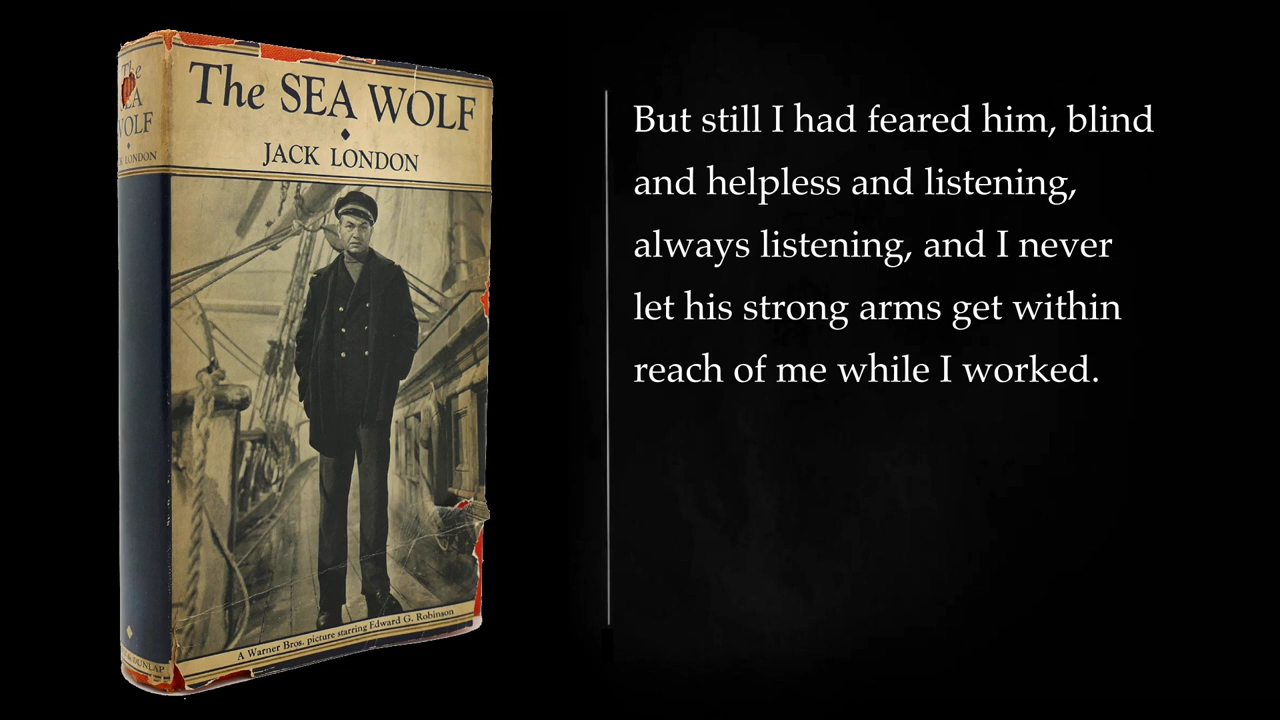 The
SEA
WOLF
LONDON
DUNLAP
The SEA WOLF
JACK LONDON
A Warner Bros. picture starring Edward G. Robinson
But still I had feared him, blind
and helpless and listening,
always listening, and I never
let his strong arms get within
reach of me while I worked.